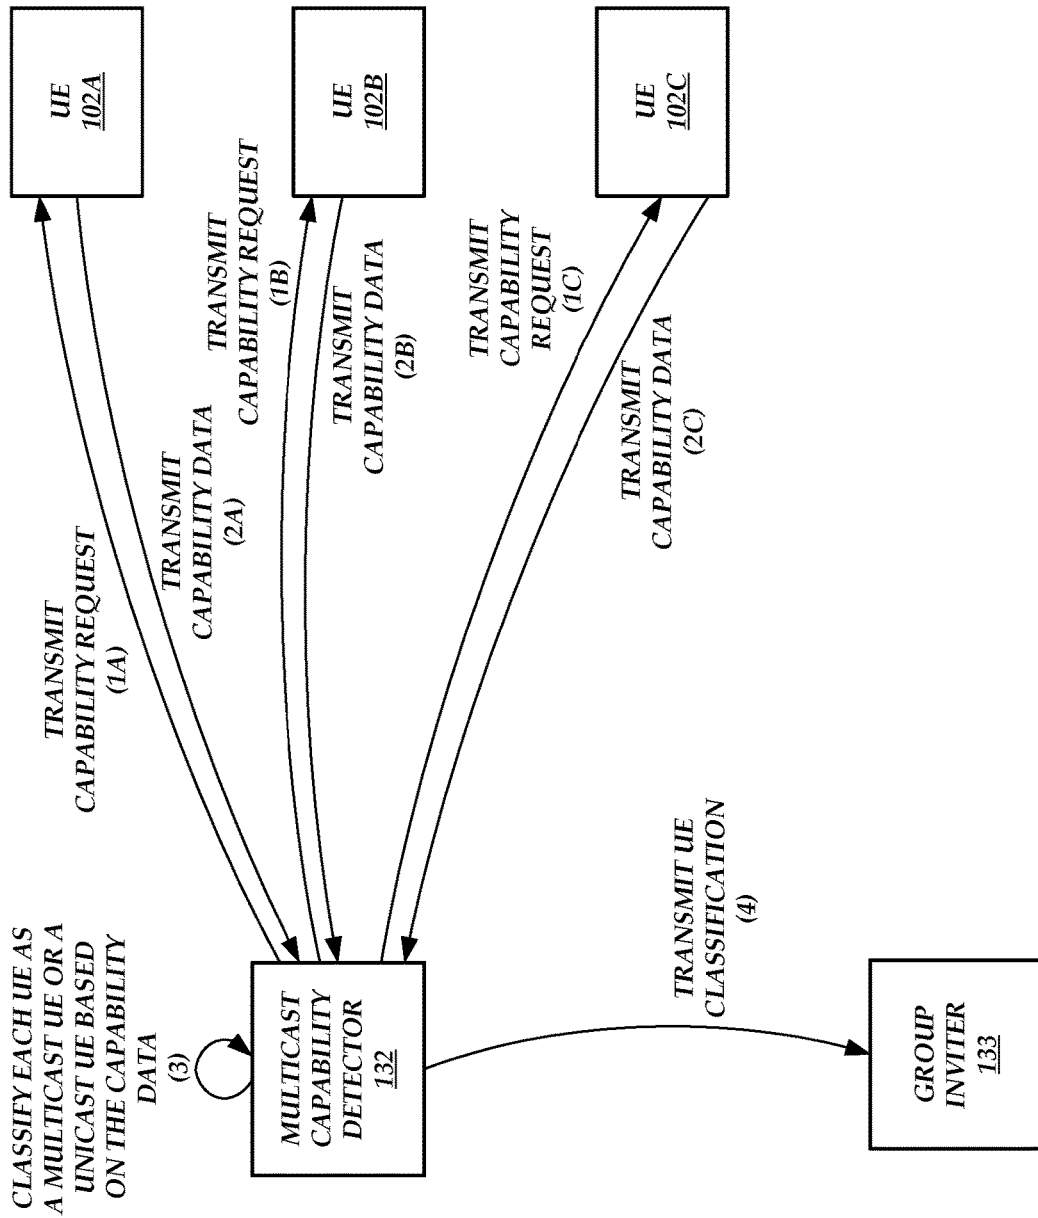 CLASSIFY EACH UE AS
A MULTICAST UE OR A
UNICAST UE BASED
ON THE CAPABILITY
DATA
(3)
MULTICAST
CAPABILITY
DETECTOR
132
TRANSMIT
CAPABILITY REQUEST
(1A)
TRANSMIT
CAPABILITY DATA
(2A)
UE
102A
TRANSMIT
CAPABILITY REQUEST
(1B)
TRANSMIT
CAPABILITY DATA
(2B)
UE
102B
TRANSMIT
CAPABILITY
REQUEST
(1C)
TRANSMIT
CAPABILITY DATA
(2C)
UE
102C
TRANSMIT UE
CLASSIFICATION
(4)
GROUP
INVITER
133